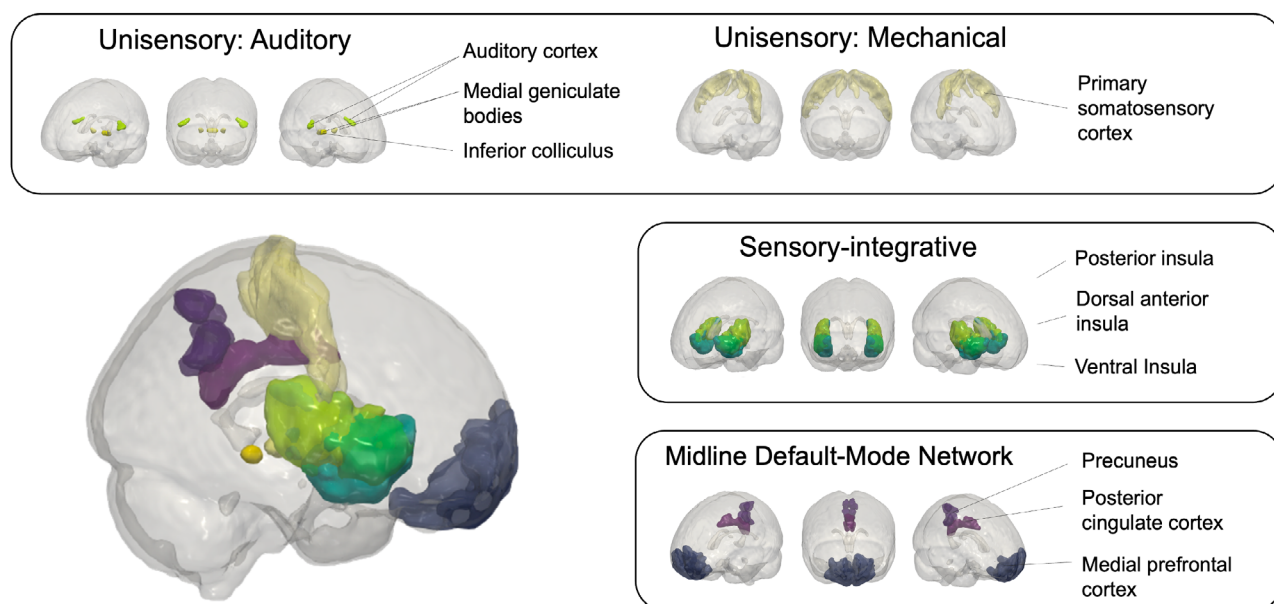 Unisensory: Auditory
Auditory cortex
Medial geniculate
bodies
Inferior colliculus
Unisensory: Mechanical
Primary
somatosensory
cortex
Sensory-integrative
Posterior insula
Dorsal anterior
insula
Ventral Insula
Midline Default-Mode Network
Precuneus
Posterior
cingulate cortex
Medial prefrontal
cortex